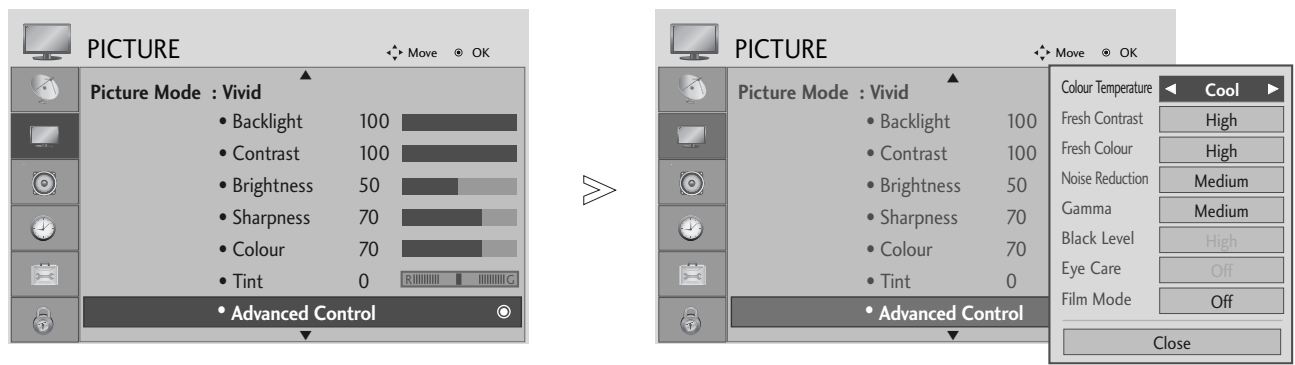 PICTURE Move OK
Picture Mode : Vivid
• Backlight 100
• Contrast 100
• Brightness 50
• Sharpness 70
• Colour 70
• Tint 0 R G
• Advanced Control
PICTURE Move OK
Picture Mode : Vivid
• Backlight 100
• Contrast 100
• Brightness 50
• Sharpness 70
• Colour 70
• Tint 0
• Advanced Control
Colour Temperature Cool
Fresh Contrast High
Fresh Colour High
Noise Reduction Medium
Gamma Medium
Black Level High
Eye Care Off
Film Mode Off
Close